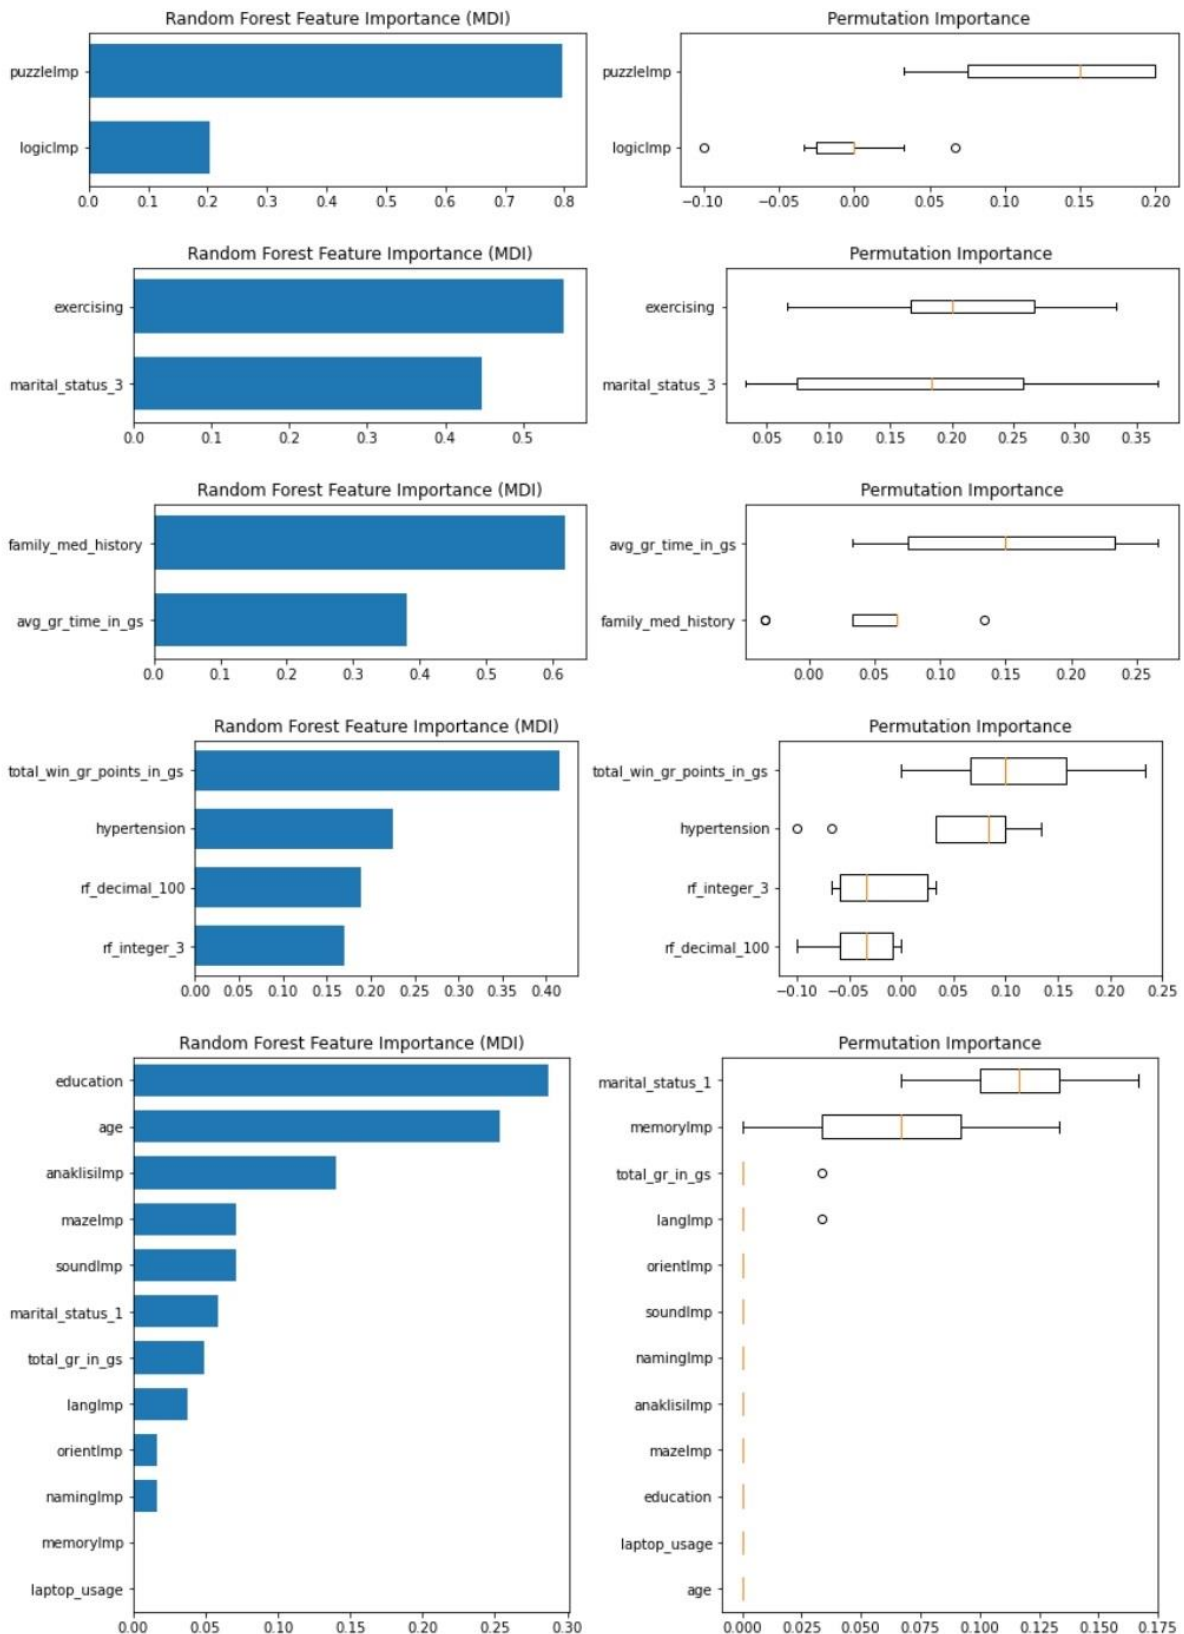 Random Forest Feature Importance (MDI)
puzzleImp
logicImp
0.0 0.1 0.2 0.3 0.4 0.5 0.6 0.7 0.8
Permutation Importance
puzzleImp
logicImp
−0.10 −0.05 0.00 0.05 0.10 0.15 0.20
Random Forest Feature Importance (MDI)
exercising
marital_status_3
0.0 0.1 0.2 0.3 0.4 0.5
Permutation Importance
exercising
marital_status_3
0.05 0.10 0.15 0.20 0.25 0.30 0.35
Random Forest Feature Importance (MDI)
family_med_history
avg_gr_time_in_gs
0.0 0.1 0.2 0.3 0.4 0.5 0.6
Permutation Importance
avg_gr_time_in_gs
family_med_history
0.00 0.05 0.10 0.15 0.20 0.25
Random Forest Feature Importance (MDI)
total_win_gr_points_in_gs
hypertension
rf_decimal_100
rf_integer_3
0.00 0.05 0.10 0.15 0.20 0.25 0.30 0.35 0.40
Permutation Importance
total_win_gr_points_in_gs
hypertension
rf_integer_3
rf_decimal_100
−0.10 −0.05 0.00 0.05 0.10 0.15 0.20 0.25
Random Forest Feature Importance (MDI)
education
age
anaklisiImp
mazeImp
soundImp
marital_status_1
total_gr_in_gs
langImp
orientImp
namingImp
memoryImp
laptop_usage
0.00 0.05 0.10 0.15 0.20 0.25 0.30
Permutation Importance
marital_status_1
memoryImp
total_gr_in_gs
langImp
orientImp
soundImp
namingImp
anaklisiImp
mazeImp
education
laptop_usage
age
0.000 0.025 0.050 0.075 0.100 0.125 0.150 0.175